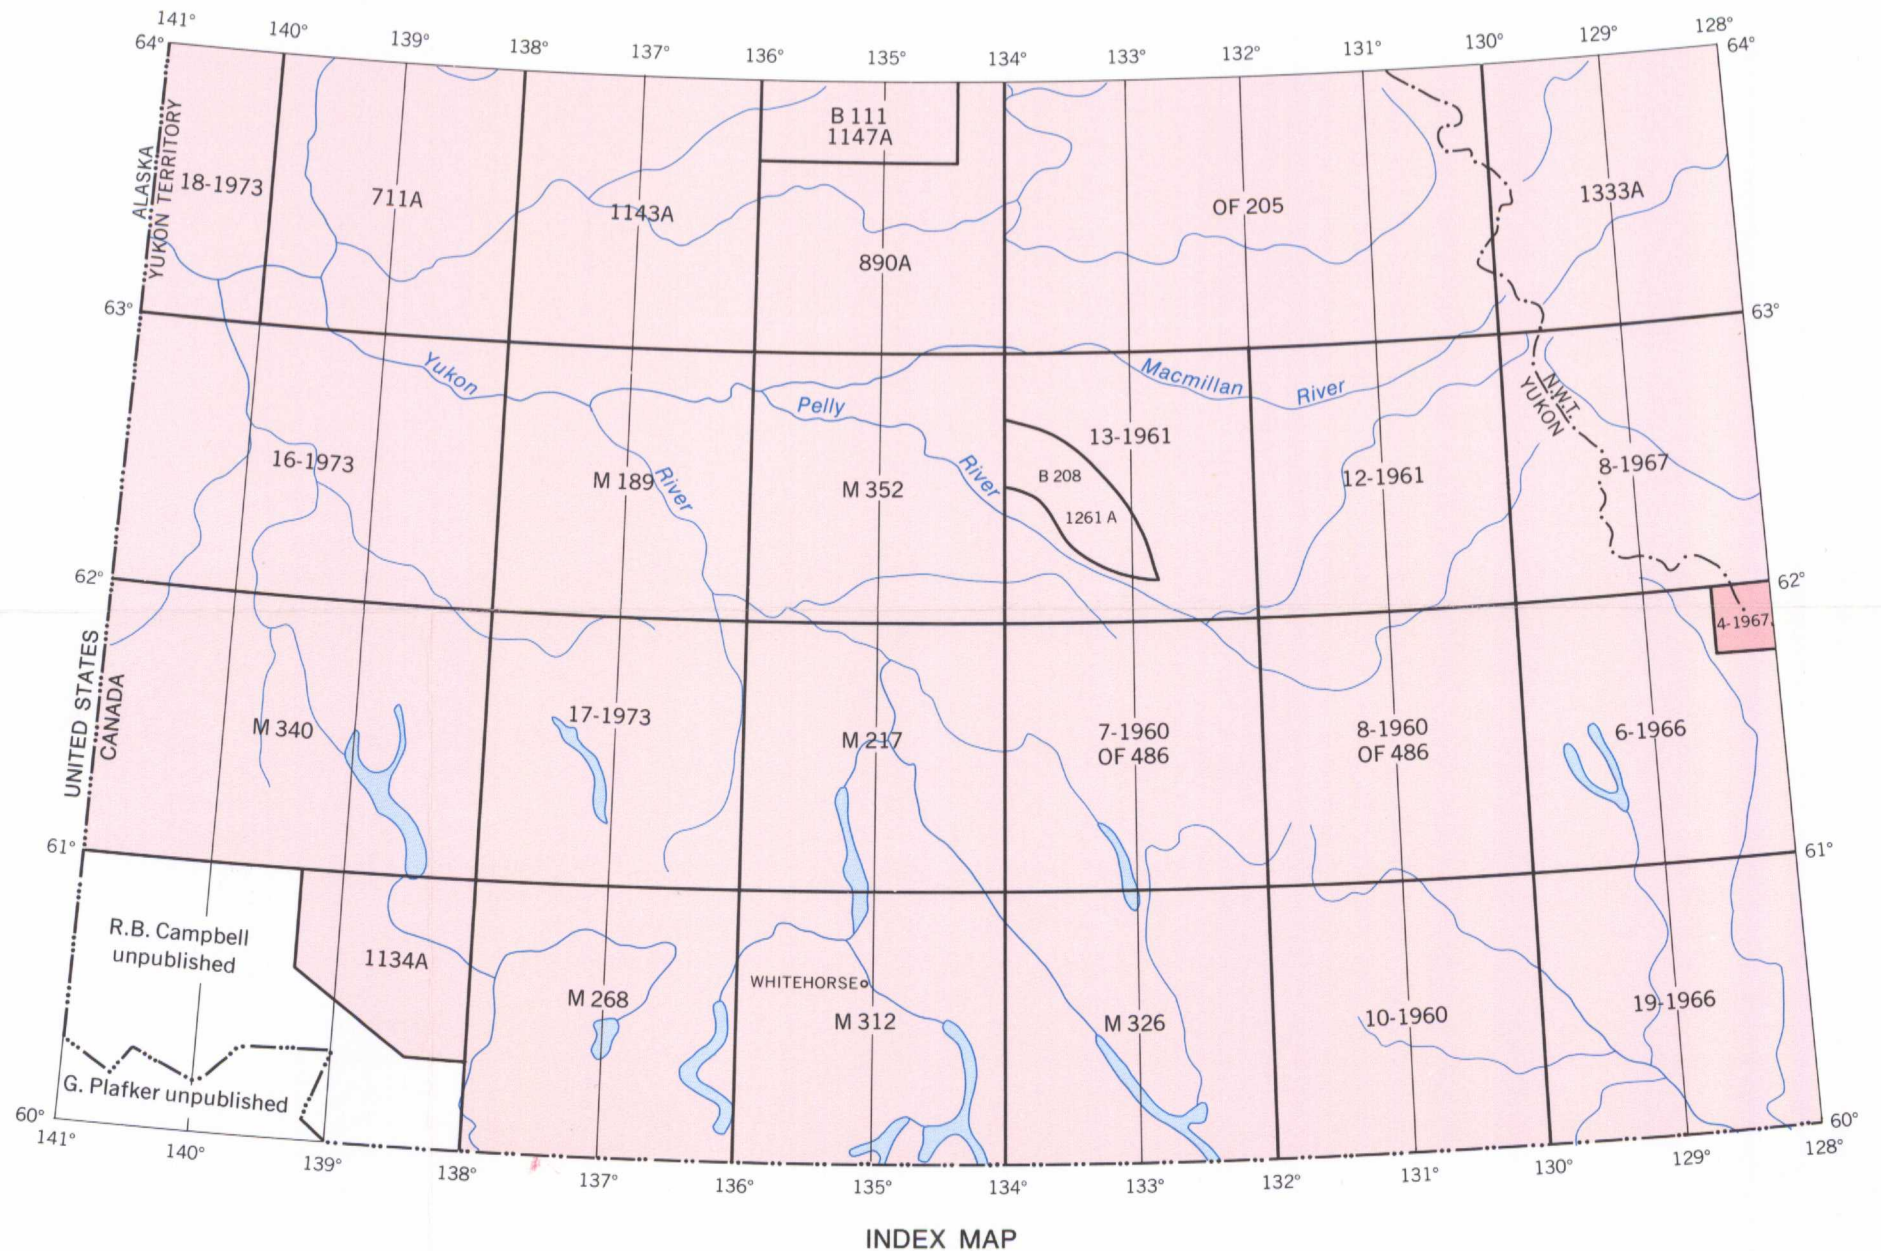 141° 140° 139° 138° 137° 136° 135° 134° 133° 132° 131° 130° 129° 128°
64° 64°
ALASKA
YUKON TERRITORY
18-1973
711A
1143A
B 111
1147A
890A
OF 205
1333A
63° 63°
Yukon
River
Pelly
River
Macmillan River
N.W.T.
YUKON
16-1973
M 189
M 352
13-1961
B 208
1261 A
12-1961
8-1967
62° 62°
4-1967
UNITED STATES
CANADA
M 340
17-1973
M 217
7-1960
OF 486
8-1960
OF 486
6-1966
61° 61°
R.B. Campbell
unpublished
1134A
M 268
WHITEHORSE
M 312
M 326
10-1960
19-1966
G. Plafker unpublished
60° 60°
141° 140° 139° 138° 137° 136° 135° 134° 133° 132° 131° 130° 129° 128°
INDEX MAP